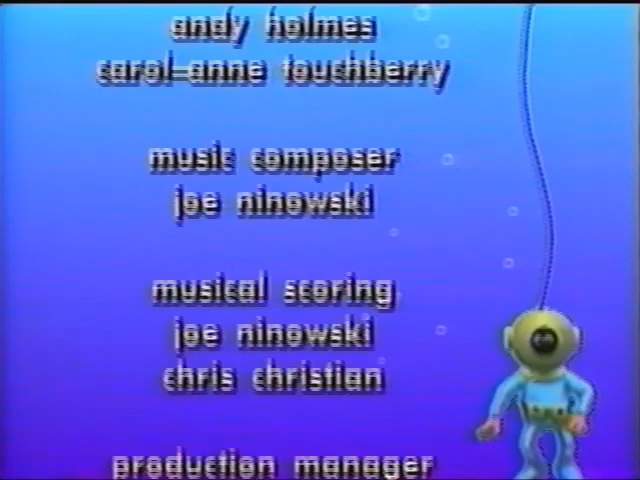 andy holmes
carol-anne touchberry
music composer
joe ninowski
musical scoring
joe ninowski
chris christian
production manager